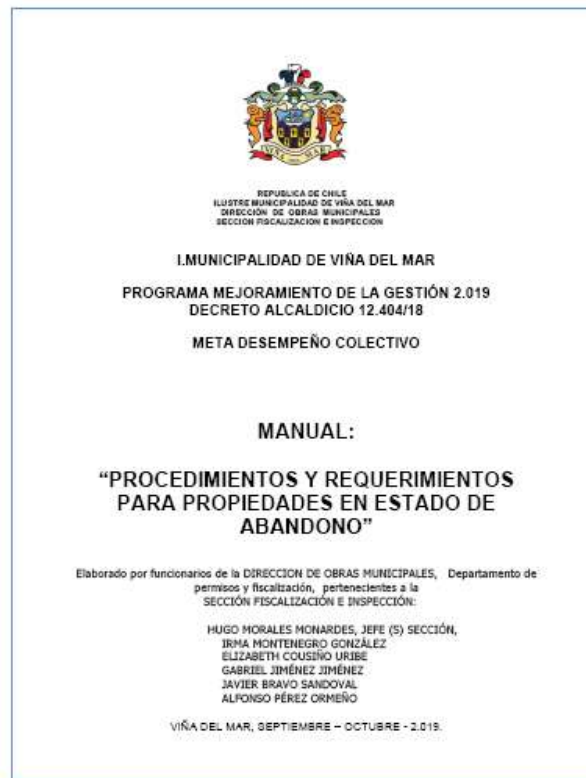 VIÑA DEL MAR
REPUBLICA DE CHILE
ILUSTRE MUNICIPALIDAD DE VIÑA DEL MAR
DIRECCIÓN DE OBRAS MUNICIPALES
SECCION FISCALIZACION E INSPECCION
I.MUNICIPALIDAD DE VIÑA DEL MAR
PROGRAMA MEJORAMIENTO DE LA GESTIÓN 2.019
DECRETO ALCALDICIO 12.404/18
META DESEMPEÑO COLECTIVO
MANUAL:
“PROCEDIMIENTOS Y REQUERIMIENTOS
PARA PROPIEDADES EN ESTADO DE
ABANDONO”
Elaborado por funcionarios de la DIRECCION DE OBRAS MUNICIPALES, Departamento de
permisos y fiscalización, pertenecientes a la
SECCIÓN FISCALIZACIÓN E INSPECCIÓN:
HUGO MORALES MONARDES, JEFE (S) SECCIÓN,
IRMA MONTENEGRO GONZÁLEZ
ELIZABETH COUSIÑO URIBE
GABRIEL JIMÉNEZ JIMÉNEZ
JAVIER BRAVO SANDOVAL
ALFONSO PÉREZ ORMEÑO
VIÑA DEL MAR, SEPTIEMBRE – OCTUBRE - 2.019.